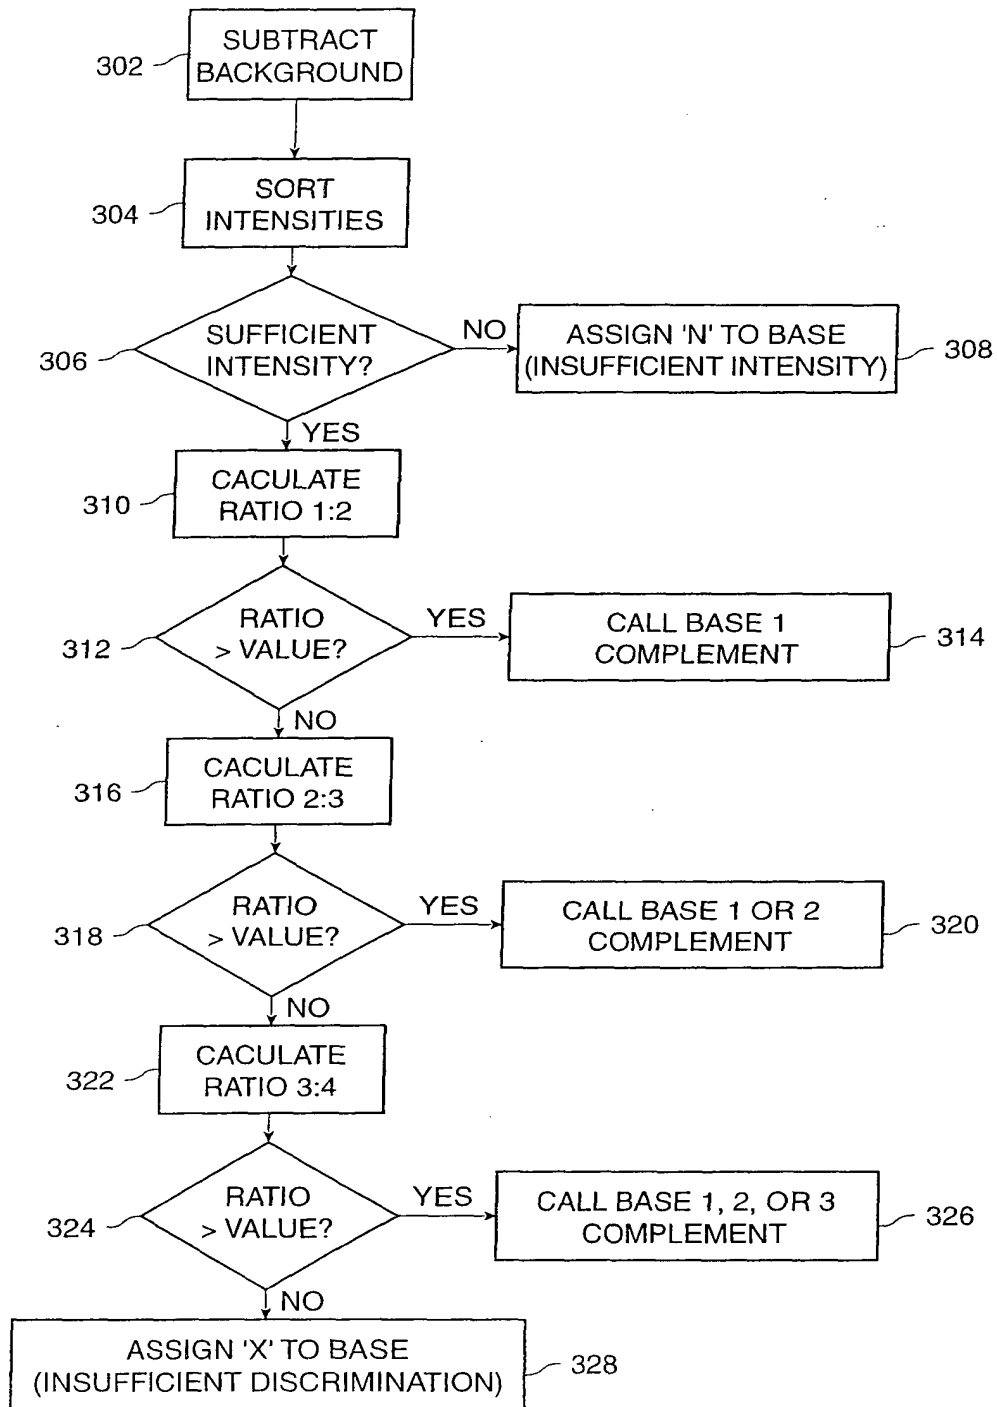 SUBTRACT
BACKGROUND
302
SORT
INTENSITIES
304
SUFFICIENT
INTENSITY?
306
NO
ASSIGN 'N' TO BASE
(INSUFFICIENT INTENSITY)
308
YES
CACULATE
RATIO 1:2
310
RATIO
> VALUE?
312
YES
CALL BASE 1
COMPLEMENT
314
NO
CACULATE
RATIO 2:3
316
RATIO
> VALUE?
318
YES
CALL BASE 1 OR 2
COMPLEMENT
320
NO
CACULATE
RATIO 3:4
322
RATIO
> VALUE?
324
YES
CALL BASE 1, 2, OR 3
COMPLEMENT
326
NO
ASSIGN 'X' TO BASE
(INSUFFICIENT DISCRIMINATION)
328